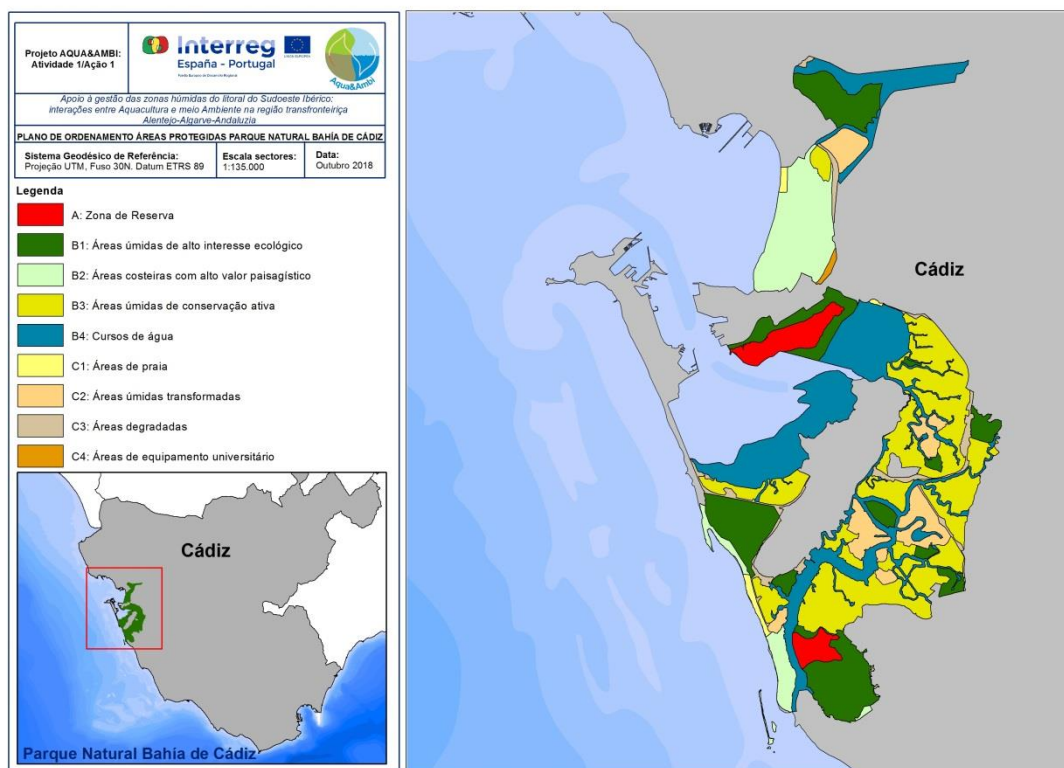 Projeto AQUA&AMBI:
Atividade 1/Ação 1
Interreg
España - Portugal
Aqua&Ambi
Apoio à gestão das zonas húmidas do litoral do Sudoeste Ibérico:
interações entre Aquacultura e meio Ambiente na região transfronteiriça
Alentejo-Algarve-Andaluzia
PLANO DE ORDENAMENTO ÁREAS PROTEGIDAS PARQUE NATURAL BAHÍA DE CÁDIZ
Sistema Geodésico de Referência:
Projeção UTM, Fuso 30N. Datum ETRS 89
Escala sectores:
1:135.000
Data:
Outubro 2018
Legenda
A: Zona de Reserva
B1: Áreas úmidas de alto interesse ecológico
B2: Áreas costeiras com alto valor paisagístico
B3: Áreas úmidas de conservação ativa
B4: Cursos de água
C1: Áreas de praia
C2: Áreas úmidas transformadas
C3: Áreas degradadas
C4: Áreas de equipamento universitário
Cádiz
Parque Natural Bahía de Cádiz
Cádiz